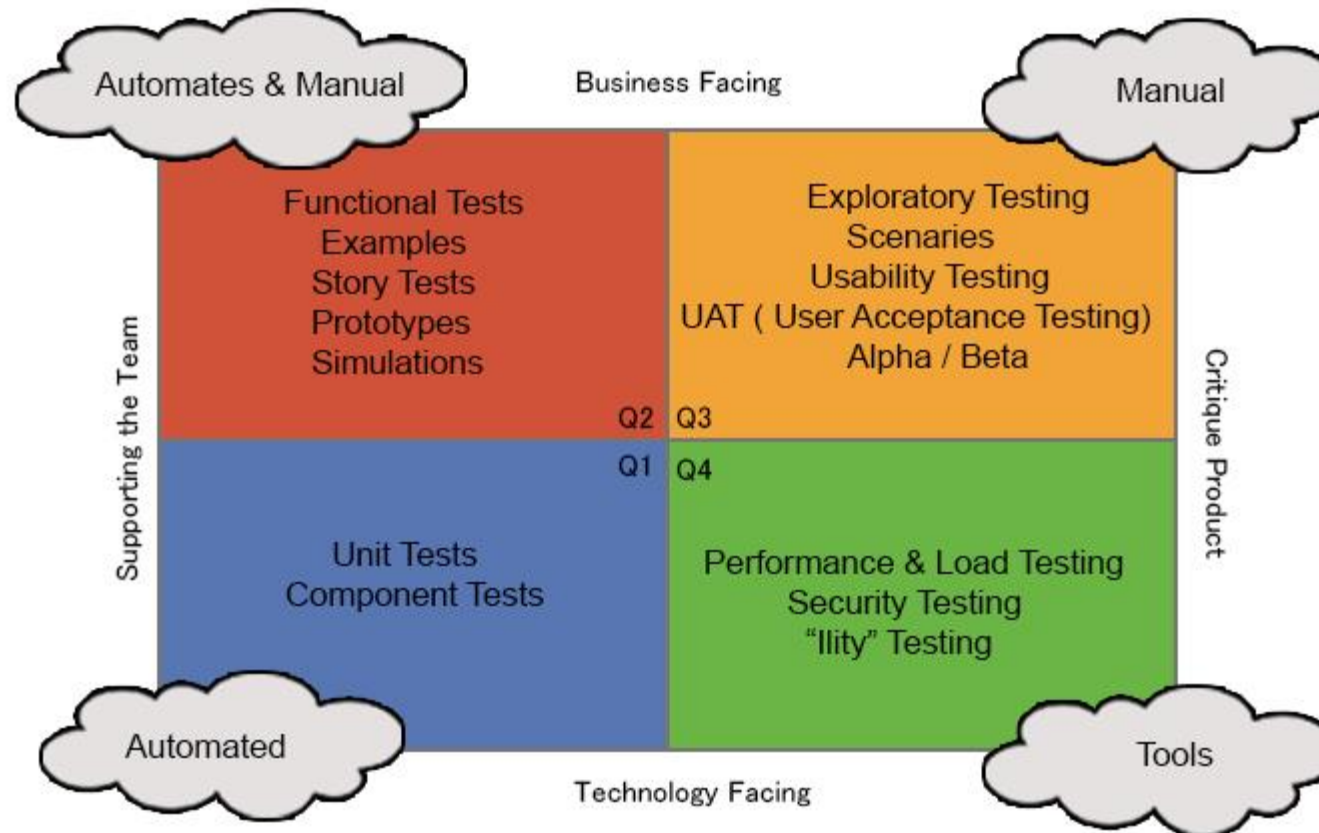 Automates & Manual
Business Facing
Manual
Functional Tests
Examples
Story Tests
Prototypes
Simulations
Q2
Exploratory Testing
Scenaries
Usability Testing
UAT ( User Acceptance Testing)
Alpha / Beta
Q3
Supporting the Team
Critique Product
Q1
Unit Tests
Component Tests
Q4
Performance & Load Testing
Security Testing
“Ility” Testing
Automated
Technology Facing
Tools